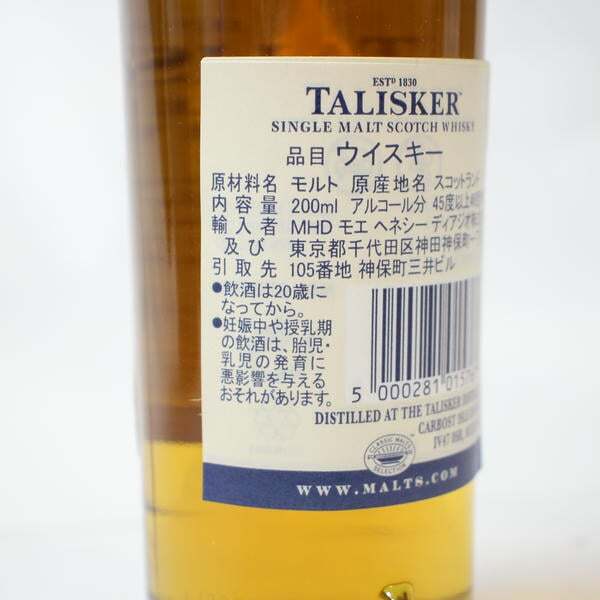 ESTD 1830
TALISKER™
SINGLE MALT SCOTCH WHISKY
品目 ウイスキー
原材料名 モルト 原産地名 スコットランド
内容量 200ml アルコール分 45度以上
輸入者 MHD モエ ヘネシー ディアジオ
及び 東京都千代田区神田神保町一
引取先 105番地 神保町三井ビル
●飲酒は20歳に
なってから。
●妊娠中や授乳期
の飲酒は、胎児・
乳児の発育に
悪影響を与える
おそれがあります。
5 000281 0157
DISTILLED AT THE TALISKER
CARBOST
IV47
CLASSIC MALTS
SELECTION
WWW.MALTS.COM